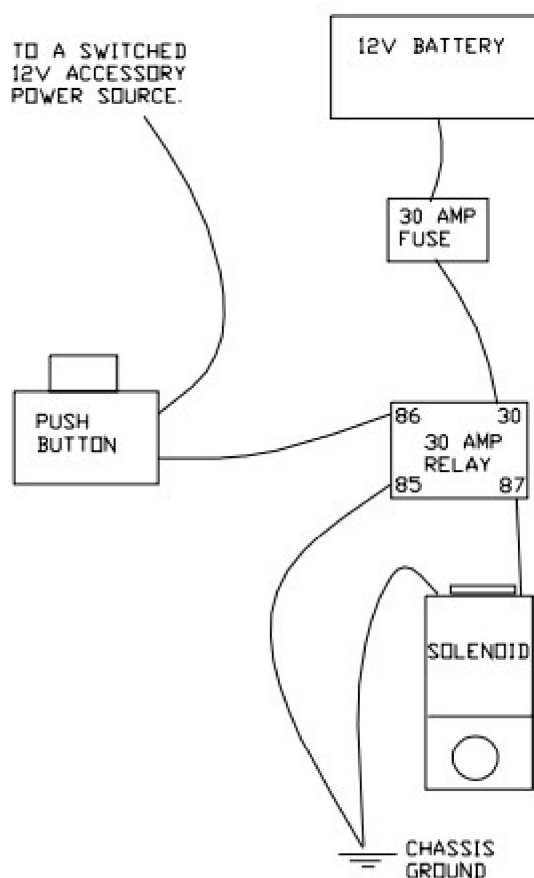 TO A SWITCHED
12V ACCESSORY
POWER SOURCE.
12V BATTERY
30 AMP
FUSE
PUSH
BUTTON
86 30
30 AMP
RELAY
85 87
SOLENOID
CHASSIS
GROUND